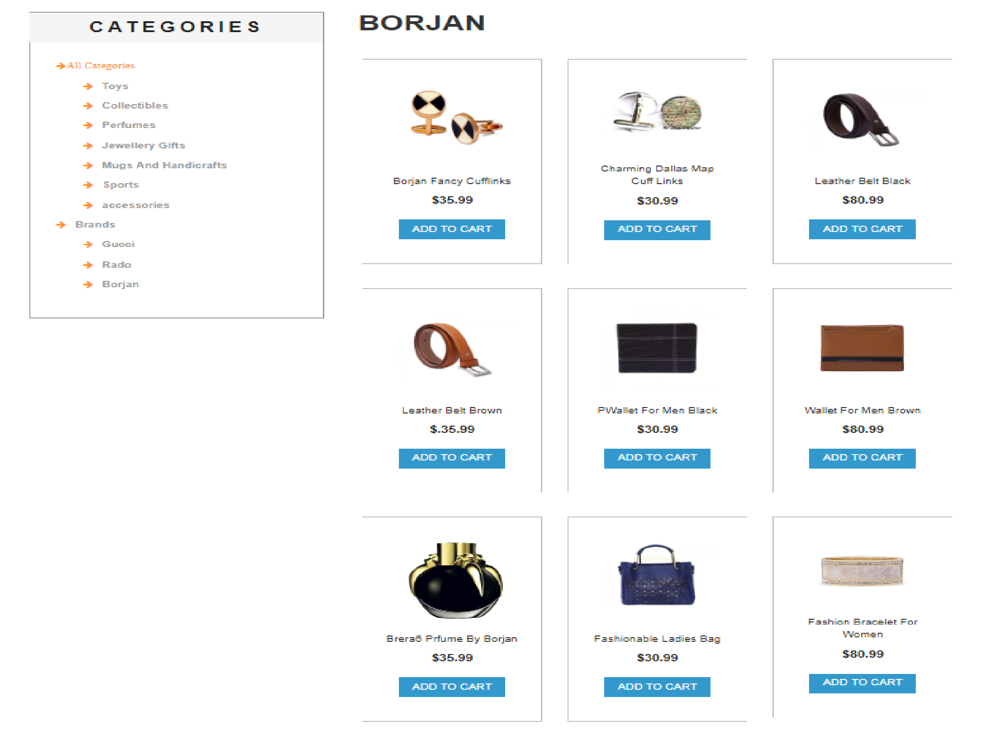 CATEGORIES
All Categories
Toys
Collectibles
Perfumes
Jewellery Gifts
Mugs And Handicrafts
Sports
accessories
Brands
Gucci
Rado
Borjan
BORJAN
Borjan Fancy Cufflinks
$35.99
ADD TO CART
Charming Dallas Map
Cuff Links
$30.99
ADD TO CART
Leather Belt Black
$80.99
ADD TO CART
Leather Belt Brown
$.35.99
ADD TO CART
PWallet For Men Black
$30.99
ADD TO CART
Wallet For Men Brown
$80.99
ADD TO CART
Brera6 Prfume By Borjan
$35.99
ADD TO CART
Fashionable Ladies Bag
$30.99
ADD TO CART
Fashion Bracelet For
Women
$80.99
ADD TO CART